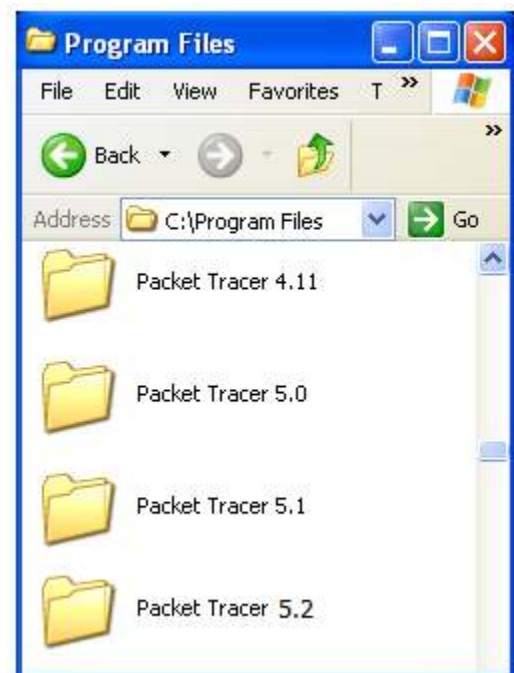 Program Files
File Edit View Favorites T »
Back »
Address C:\Program Files Go
Packet Tracer 4.11
Packet Tracer 5.0
Packet Tracer 5.1
Packet Tracer 5.2